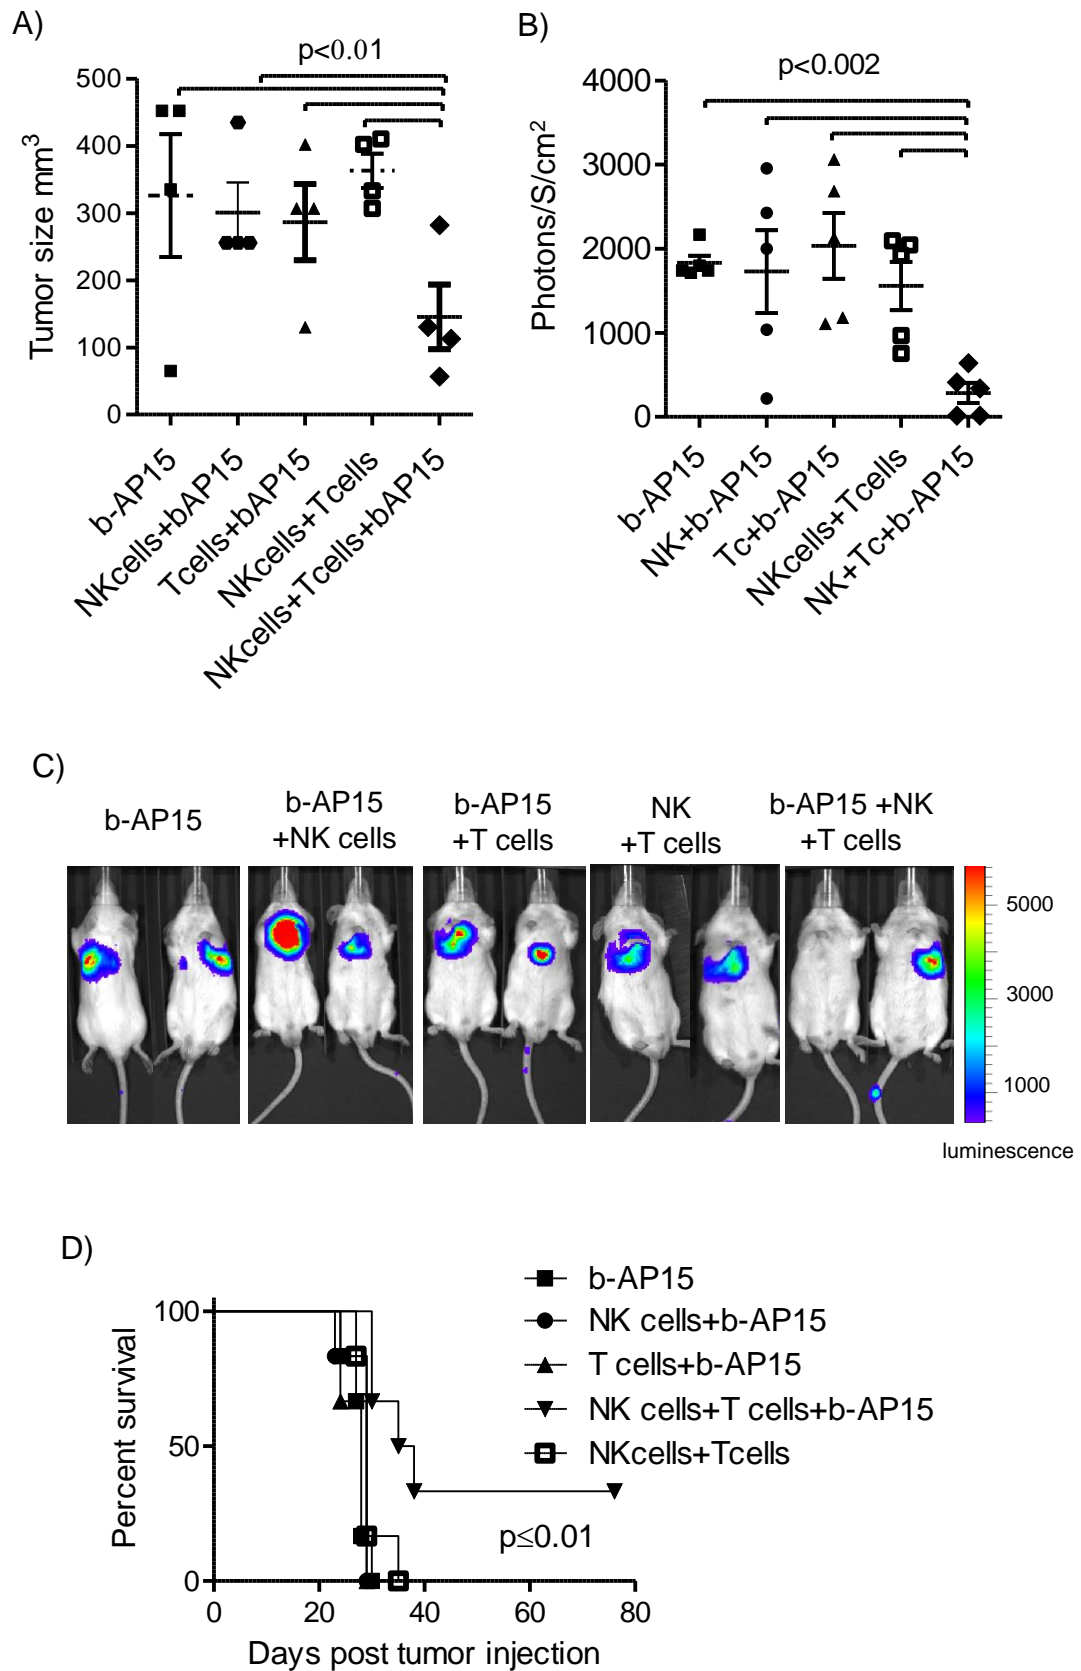 A)
p<0.01
500
400
300
200
100
0
Tumor size mm³
b-AP15
NKcells+bAP15
Tcells+bAP15
NKcells+Tcells
NKcells+Tcells+bAP15
B)
p<0.002
4000
3000
2000
1000
0
Photons/S/cm²
b-AP15
NK+b-AP15
Tc+b-AP15
NKcells+Tcells
NK+Tc+b-AP15
C)
b-AP15
b-AP15
+NK cells
b-AP15
+T cells
NK
+T cells
b-AP15 +NK
+T cells
5000
3000
1000
luminescence
D)
b-AP15
NK cells+b-AP15
T cells+b-AP15
NK cells+T cells+b-AP15
NKcells+Tcells
100
50
0
Percent survival
p≤0.01
0 20 40 60 80
Days post tumor injection